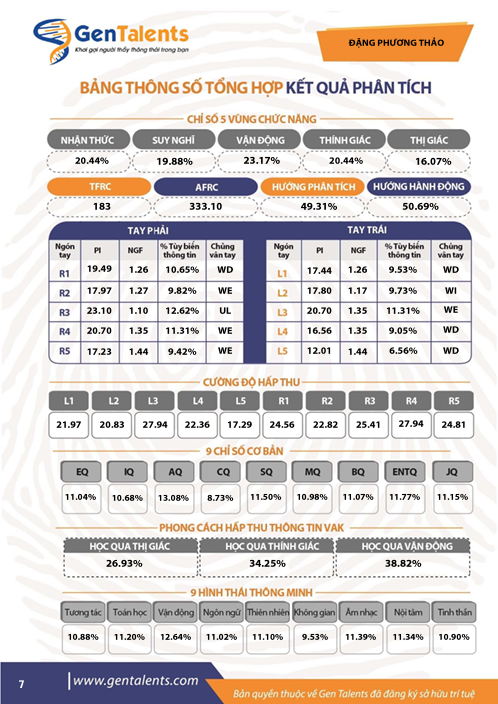 GenTalents
Khơi gợi nguồn thấy thông thái trong bạn
ĐẶNG PHƯƠNG THẢO
BẢNG THÔNG SỐ TỔNG HỢP KẾT QUẢ PHÂN TÍCH
CHỈ SỐ 5 VÙNG CHỨC NĂNG
NHẬN THỨC SUY NGHĨ VẬN ĐỘNG THÍNH GIÁC THỊ GIÁC
20.44% 19.88% 23.17% 20.44% 16.07%
TFRC AFRC HƯỚNG PHÂN TÍCH HƯỚNG HÀNH ĐỘNG
183 333.10 49.31% 50.69%
TAY PHẢI TAY TRÁI
Ngón tay PI NGF % Tùy biến thông tin Chủng vân tay Ngón tay PI NGF % Tùy biến thông tin Chủng vân tay
R1 19.49 1.26 10.65% WD L1 17.44 1.26 9.53% WD
R2 17.97 1.27 9.82% WE L2 17.80 1.17 9.73% WI
R3 23.10 1.10 12.62% UL L3 20.70 1.35 11.31% WE
R4 20.70 1.35 11.31% WE L4 16.56 1.35 9.05% WD
R5 17.23 1.44 9.42% WE L5 12.01 1.44 6.56% WD
CƯỜNG ĐỘ HẤP THU
L1 L2 L3 L4 L5 R1 R2 R3 R4 R5
21.97 20.83 27.94 22.36 17.29 24.56 22.82 25.41 27.94 24.81
9 CHỈ SỐ CƠ BẢN
EQ IQ AQ CQ SQ MQ BQ ENTQ JQ
11.04% 10.68% 13.08% 8.73% 11.50% 10.98% 11.07% 11.77% 11.15%
PHONG CÁCH HẤP THU THÔNG TIN VAK
HỌC QUA THỊ GIÁC HỌC QUA THÍNH GIÁC HỌC QUA VẬN ĐỘNG
26.93% 34.25% 38.82%
9 HÌNH THÁI THÔNG MINH
Tương tác Toán học Vận động Ngôn ngữ Thiên nhiên Không gian Âm nhạc Nội tâm Tinh thần
10.88% 11.20% 12.64% 11.02% 11.10% 9.53% 11.39% 11.34% 10.90%
7 www.gentalents.com
Bản quyền thuộc về Gen Talents đã đăng ký sở hữu trí tuệ